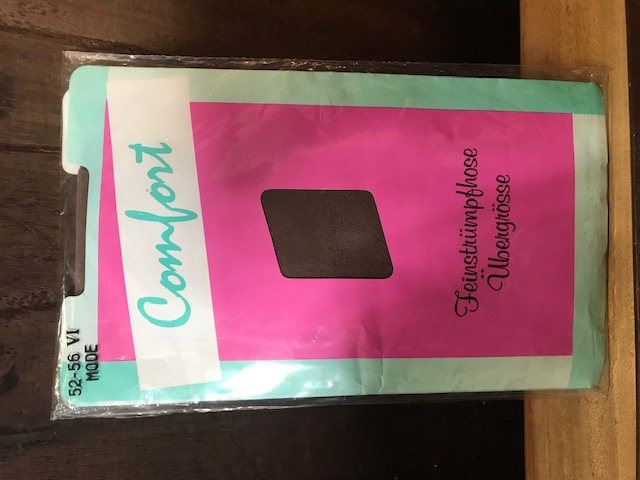 52-56 VI
MODE
Comfort
Feinstrümpfhose
Übergrösse